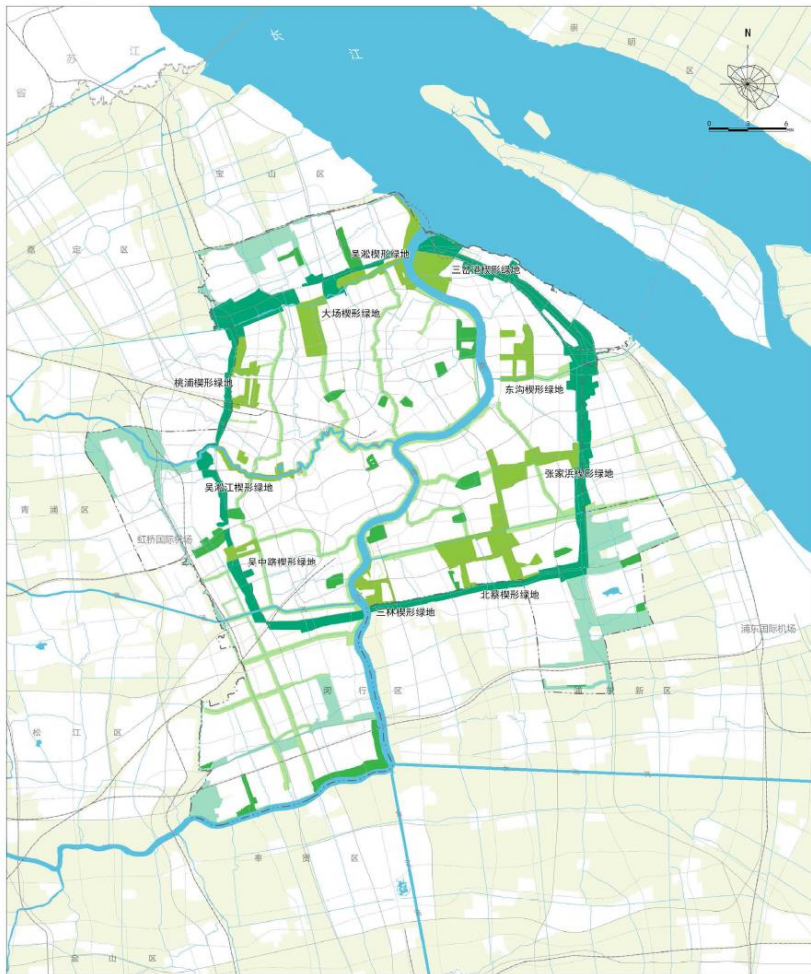 长 江
崇 明 区
N
江
苏
省
0 3 6
KM
宝 山 区
嘉 定 区
吴淞楔形绿地
三岔港楔形绿地
大场楔形绿地
桃浦楔形绿地
东沟楔形绿地
张家浜楔形绿地
吴淞江楔形绿地
青 浦 区
虹桥国际机场
吴中路楔形绿地
北蔡楔形绿地
三林楔形绿地
浦东国际机场
闵 行 区
浦 东 新 区
松 江 区
奉 贤 区
金 山 区